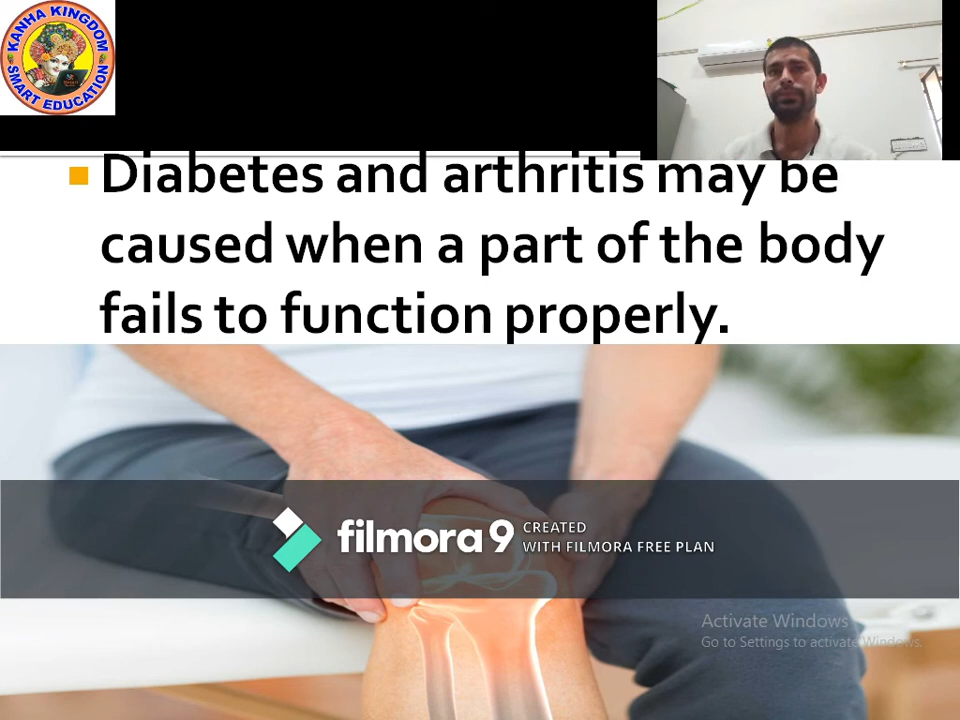 KANHA KINGDOM
SMART EDUCATION
Diabetes and arthritis may be
caused when a part of the body
fails to function properly.
filmora 9 CREATED
WITH FILMORA FREE PLAN
Activate Windows
Go to Settings to activate Windows.